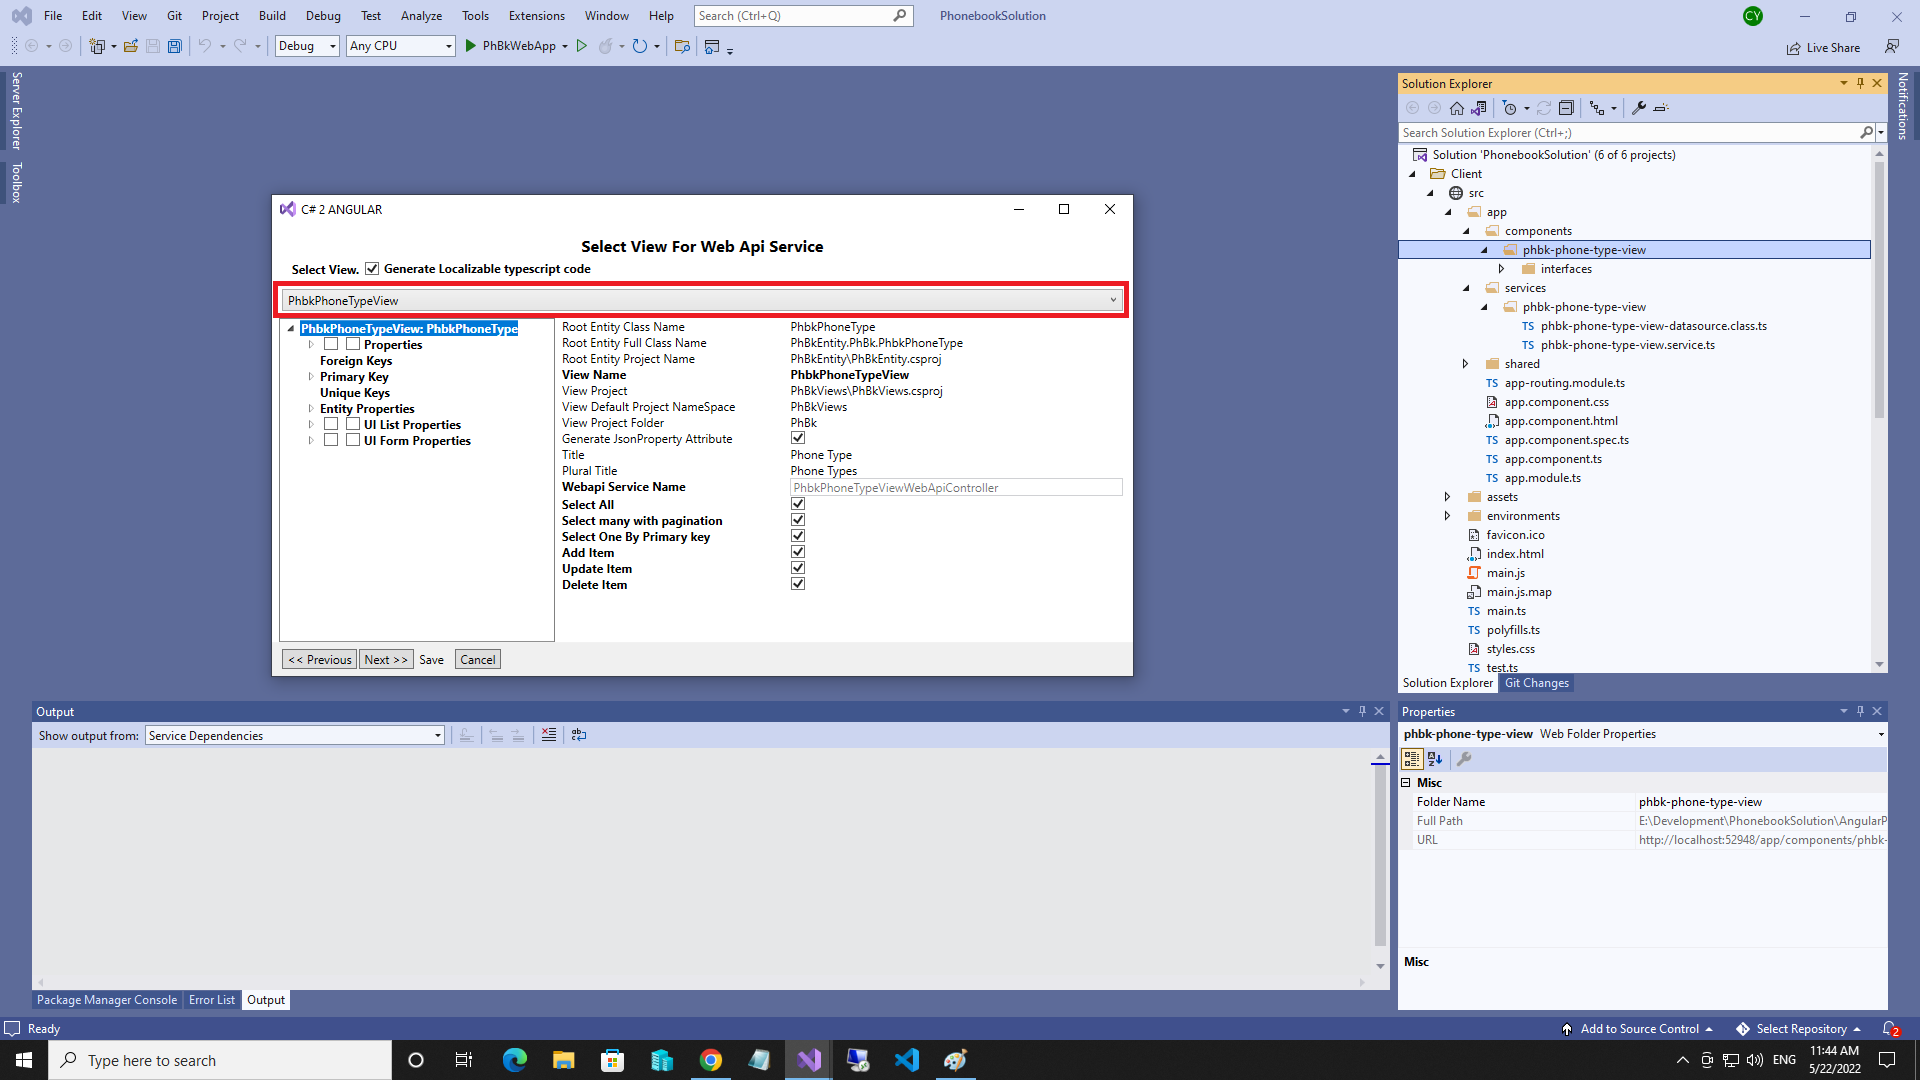 File Edit View Git Project Build Debug Test Analyze Tools Extensions Window Help Search (Ctrl+Q) PhonebookSolution CY
Debug Any CPU PhBkWebApp Live Share
Server Explorer
Toolbox
Notifications
C# 2 ANGULAR
Select View For Web Api Service
Select View. Generate Localizable typescript code
PhbkPhoneTypeView
PhbkPhoneTypeView: PhbkPhoneType
Properties
Foreign Keys
Primary Key
Unique Keys
Entity Properties
UI List Properties
UI Form Properties
Root Entity Class Name PhbkPhoneType
Root Entity Full Class Name PhBkEntity.PhBk.PhbkPhoneType
Root Entity Project Name PhBkEntity\PhBkEntity.csproj
View Name PhbkPhoneTypeView
View Project PhBkViews\PhBkViews.csproj
View Default Project NameSpace PhBkViews
View Project Folder PhBk
Generate JsonProperty Attribute
Title Phone Type
Plural Title Phone Types
Webapi Service Name PhbkPhoneTypeViewWebApiController
Select All
Select many with pagination
Select One By Primary key
Add Item
Update Item
Delete Item
<< Previous Next >> Save Cancel
Solution Explorer
Search Solution Explorer (Ctrl+;)
Solution 'PhonebookSolution' (6 of 6 projects)
Client
src
app
components
phbk-phone-type-view
interfaces
services
phbk-phone-type-view
TS phbk-phone-type-view-datasource.class.ts
TS phbk-phone-type-view.service.ts
shared
TS app-routing.module.ts
app.component.css
app.component.html
TS app.component.spec.ts
TS app.component.ts
TS app.module.ts
assets
environments
favicon.ico
index.html
main.js
main.js.map
TS main.ts
TS polyfills.ts
styles.css
TS test.ts
Solution Explorer Git Changes
Output
Show output from: Service Dependencies
Package Manager Console Error List Output
Properties
phbk-phone-type-view Web Folder Properties
Misc
Folder Name phbk-phone-type-view
Full Path E:\Development\PhonebookSolution\AngularP
URL http://localhost:52948/app/components/phbk-
Misc
Ready Add to Source Control Select Repository 2
Type here to search ENG 11:44 AM
5/22/2022